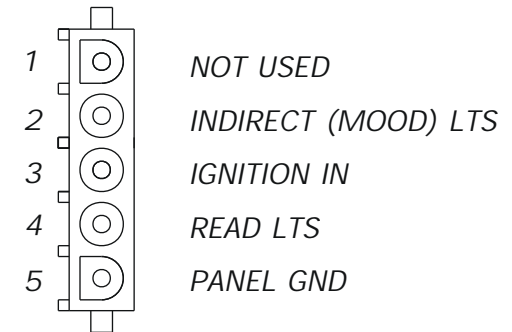 1 NOT USED
2 INDIRECT (MOOD) LTS
3 IGNITION IN
4 READ LTS
5 PANEL GND